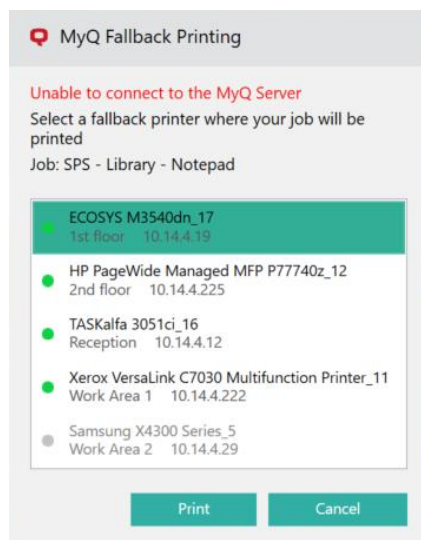 MyQ Fallback Printing
Unable to connect to the MyQ Server
Select a fallback printer where your job will be
printed
Job: SPS - Library - Notepad
ECOSYS M3540dn_17
1st floor 10.14.4.19
HP PageWide Managed MFP P77740z_12
2nd floor 10.14.4.225
TASKalfa 3051ci_16
Reception 10.14.4.12
Xerox VersaLink C7030 Multifunction Printer_11
Work Area 1 10.14.4.222
Samsung X4300 Series_5
Work Area 2 10.14.4.29
Print Cancel